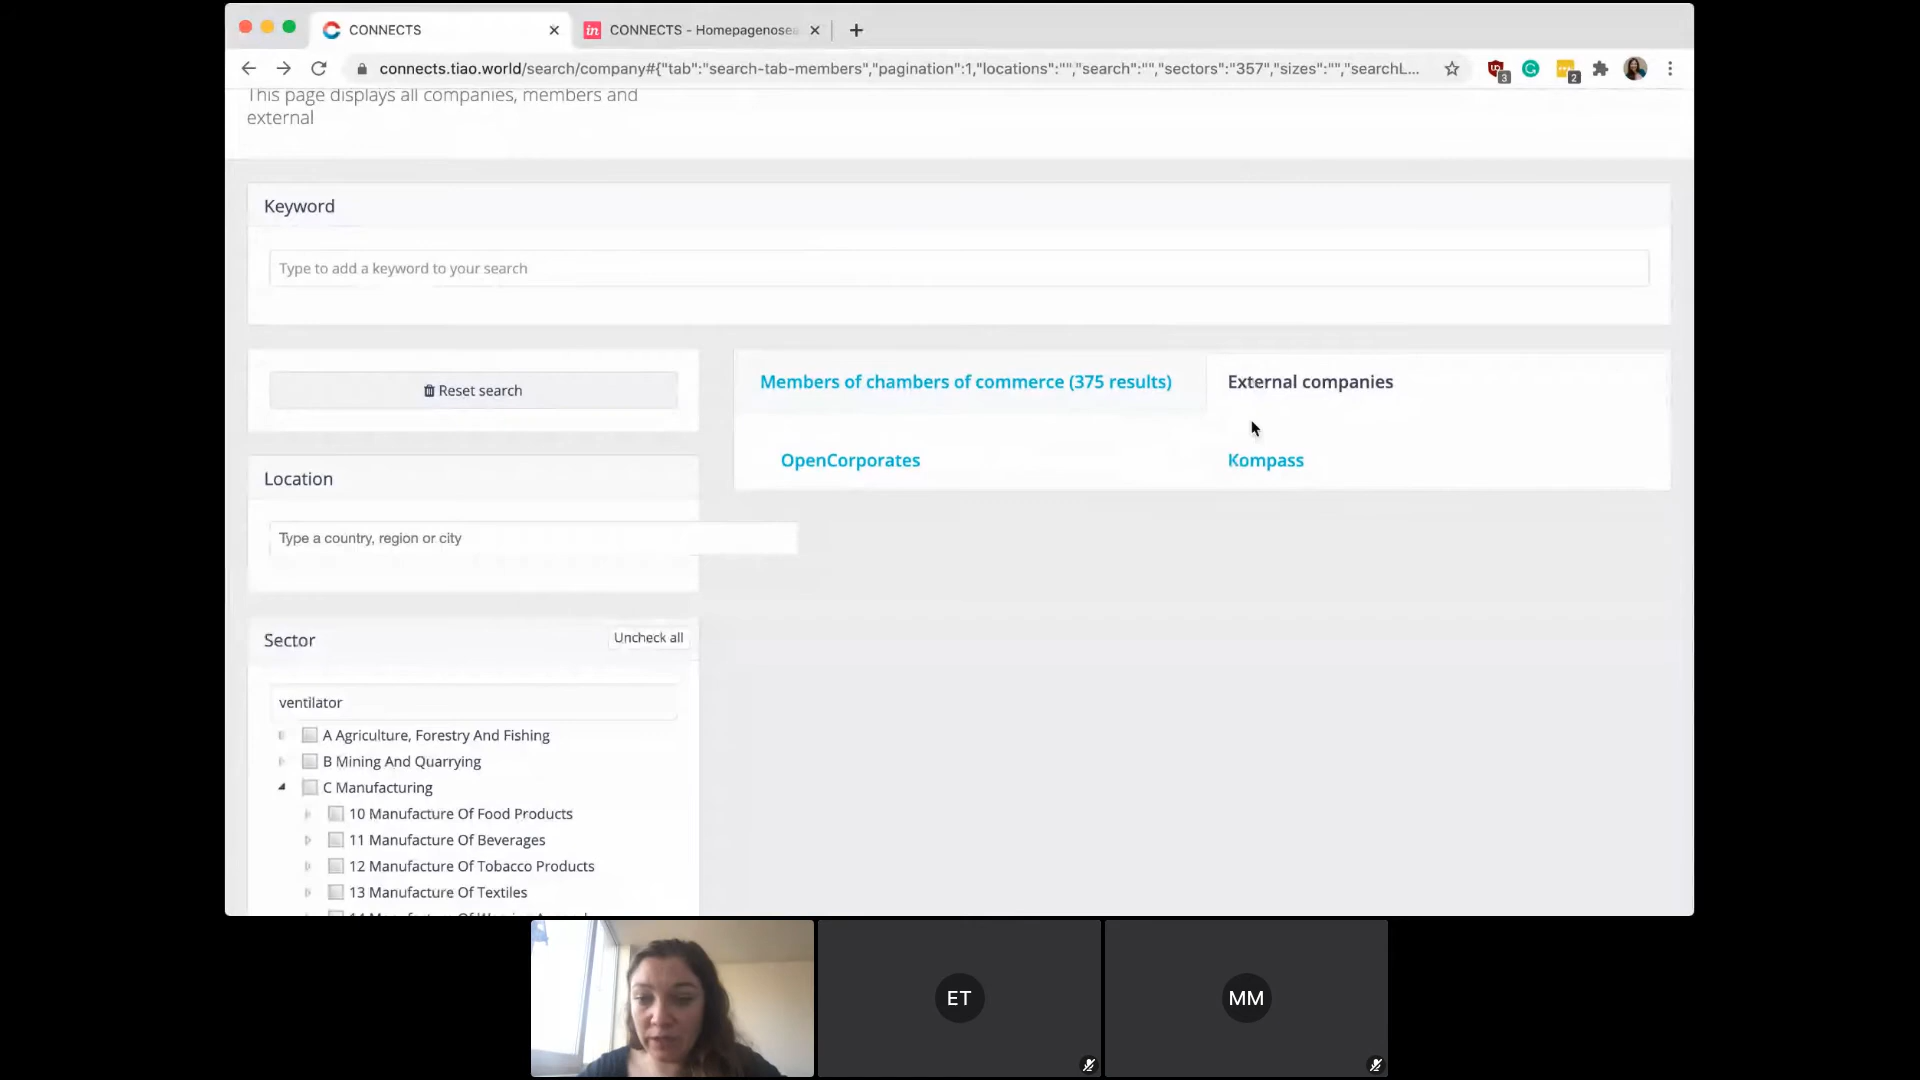 CONNECTS
in CONNECTS - Homepagenosea
connects.tiao.world/search/company#{"tab":"search-tab-members","pagination":1,"locations":"","search":"","sectors":"357","sizes":"","searchL...
3
2
This page displays all companies, members and
external
Keyword
Type to add a keyword to your search
Reset search
Members of chambers of commerce (375 results)
External companies
OpenCorporates
Kompass
Location
Type a country, region or city
Sector
Uncheck all
ventilator
A Agriculture, Forestry And Fishing
B Mining And Quarrying
C Manufacturing
10 Manufacture Of Food Products
11 Manufacture Of Beverages
12 Manufacture Of Tobacco Products
13 Manufacture Of Textiles
ET
MM